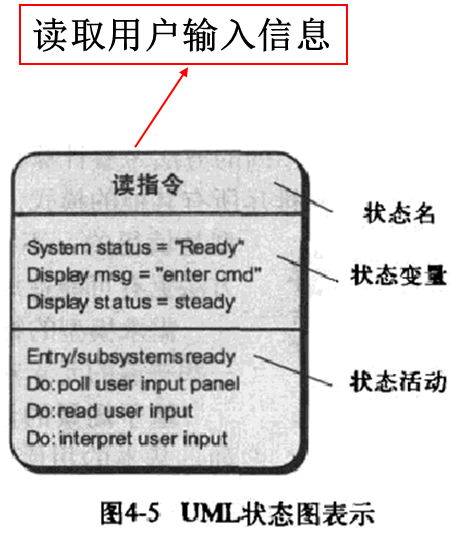 读取用户输入信息
读指令
状态名
System status = "Ready"
Display msg = "enter cmd"
Display status = steady
状态变量
Entry/subsystems ready
Do: poll user input panel
Do: read user input
Do: interpret user input
状态活动
图4-5 UML状态图表示